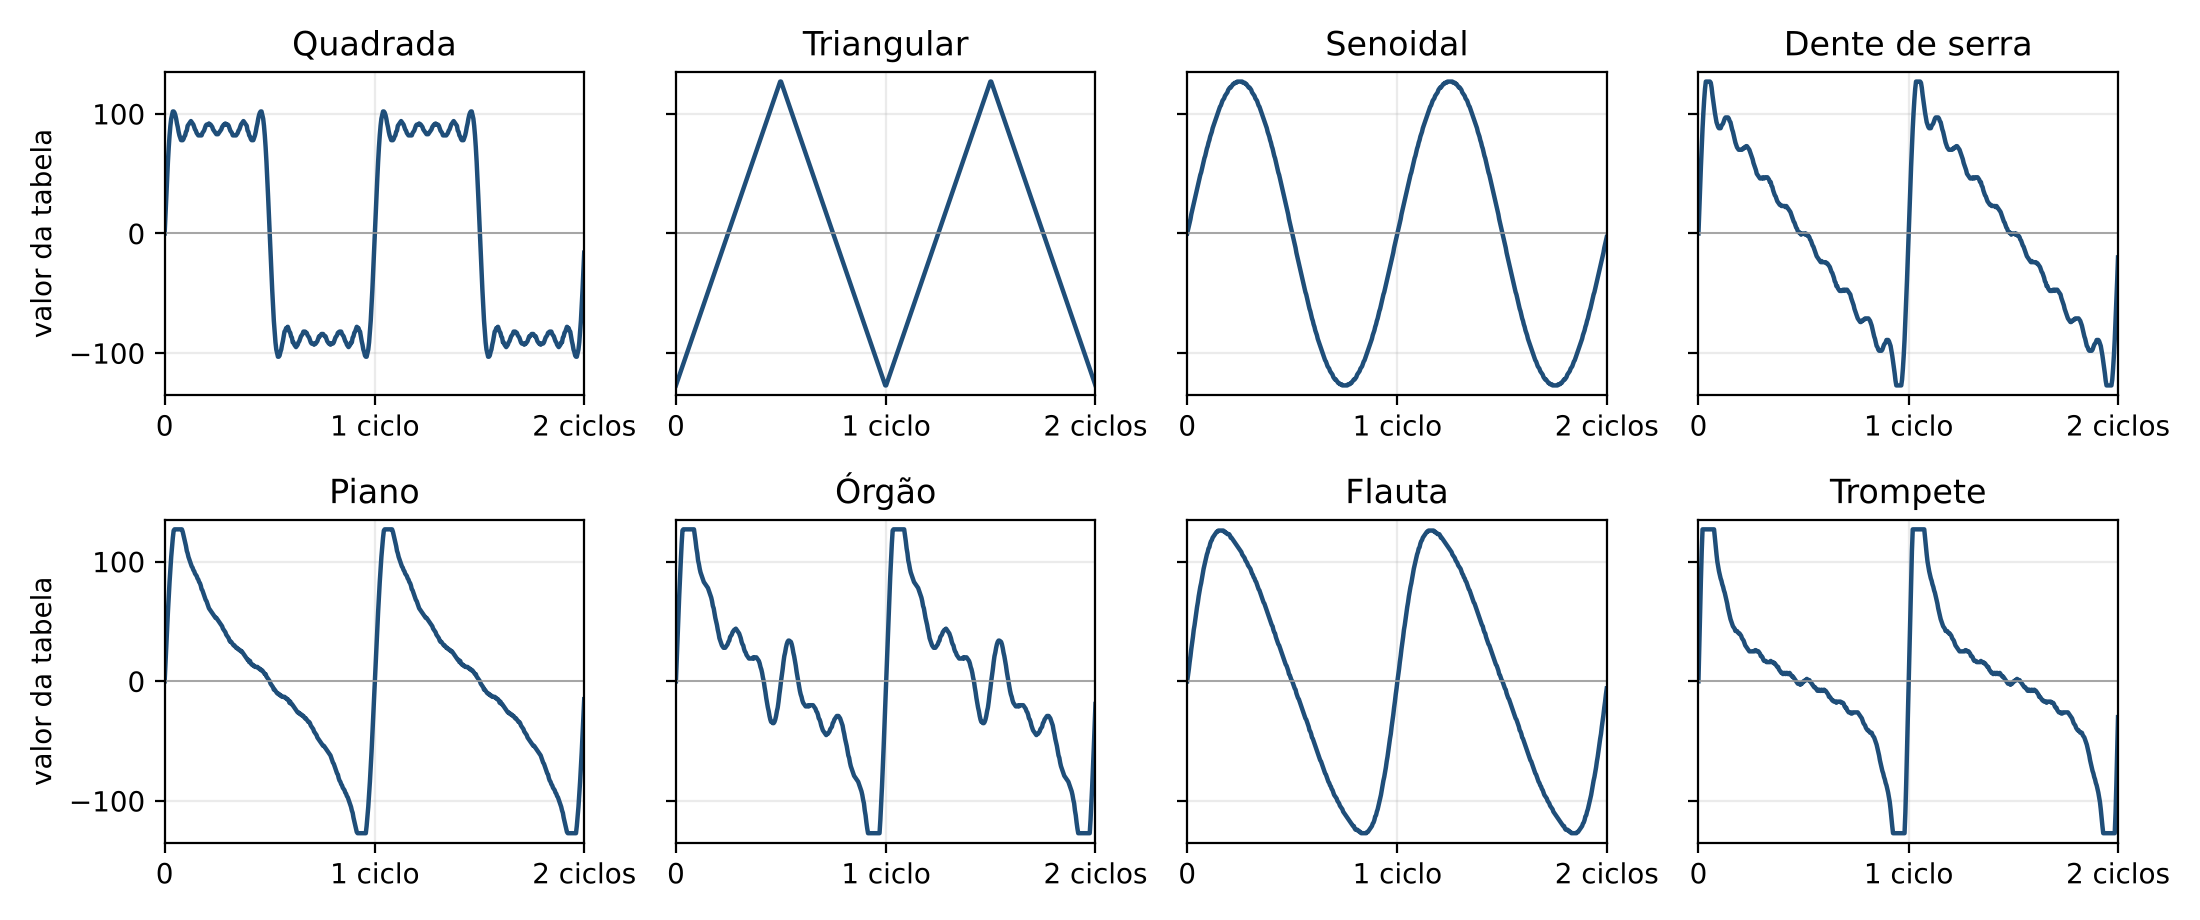 Quadrada
Triangular
Senoidal
Dente de serra
valor da tabela
100
0
−100
0 1 ciclo 2 ciclos
0 1 ciclo 2 ciclos
0 1 ciclo 2 ciclos
0 1 ciclo 2 ciclos
Piano
Órgão
Flauta
Trompete
valor da tabela
100
0
−100
0 1 ciclo 2 ciclos
0 1 ciclo 2 ciclos
0 1 ciclo 2 ciclos
0 1 ciclo 2 ciclos